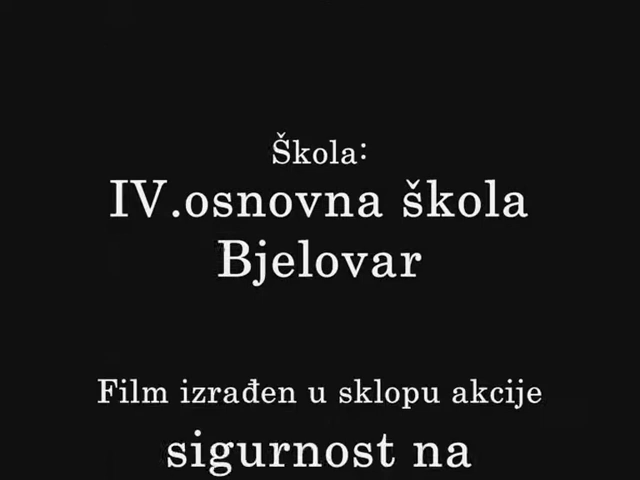 Škola:
IV.osnovna škola
Bjelovar
Film izrađen u sklopu akcije
sigurnost na